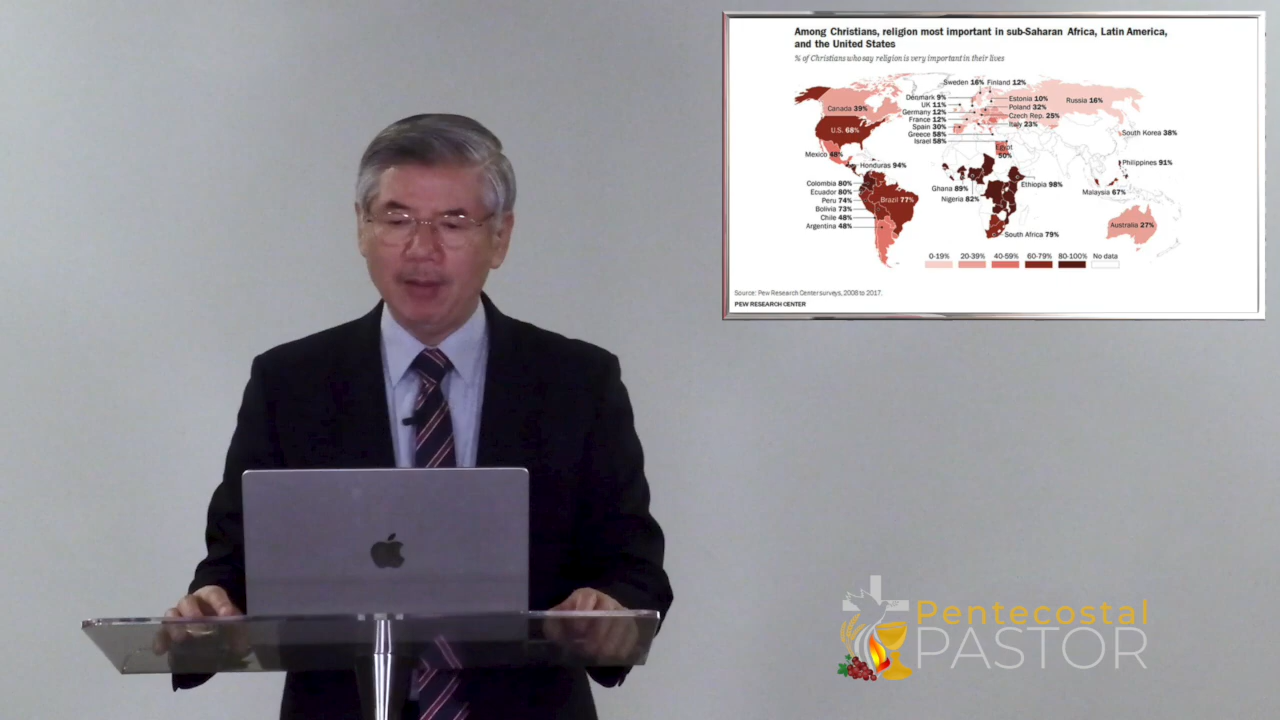 Among Christians, religion most important in sub-Saharan Africa, Latin America,
and the United States
% of Christians who say religion is very important in their lives
Sweden 16% Finland 12%
Denmark 9%
UK 11%
Germany 12%
France 12%
Spain 30%
Greece 58%
Israel 58%
Estonia 10%
Poland 32%
Czech Rep. 25%
Italy 23%
Russia 16%
Canada 39%
U.S. 68%
Mexico 48%
Honduras 94%
Egypt
50%
South Korea 38%
Philippines 91%
Malaysia 67%
Colombia 80%
Ecuador 80%
Peru 74%
Bolivia 73%
Chile 48%
Argentina 48%
Brazil 77%
Ghana 89%
Nigeria 82%
Ethiopia 98%
South Africa 79%
Australia 27%
0-19% 20-39% 40-59% 60-79% 80-100% No data
Source: Pew Research Center surveys, 2008 to 2017.
PEW RESEARCH CENTER
Pentecostal
PASTOR